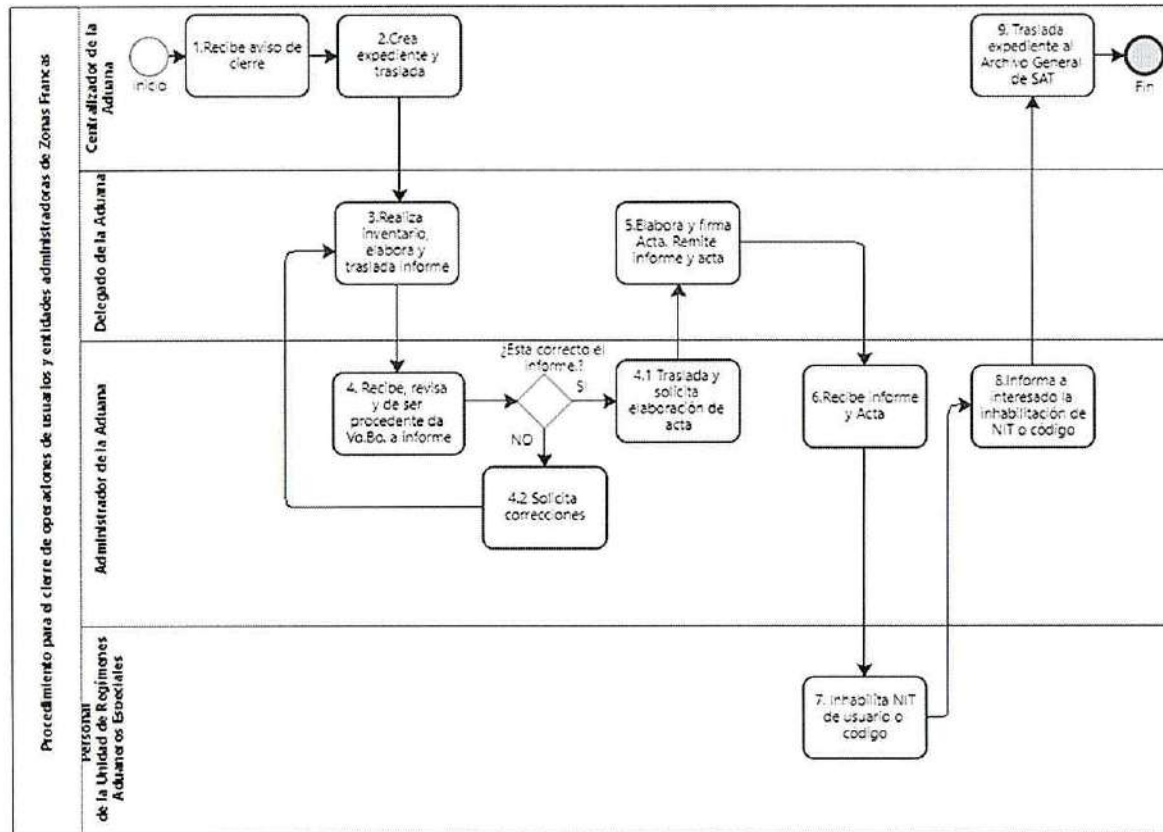 Procedimiento para el cierre de operaciones de usuarios y entidades administradoras de Zonas Francas
Centralizador de la
Aduana
Inicio
1.Recibe aviso de
cierre
2.Crea
expediente y
traslada
9. Traslada
expediente al
Archivo General
de SAT
Fin
Delegado de la Aduana
3.Realiza
inventario,
elabora y
traslada informe
5.Elabora y firma
Acta. Remite
informe y acta
Administrador de la Aduana
4. Recibe, revisa
y de ser
procedente da
Vo.Bo. a informe
¿Esta correcto el
informe.?
SI
NO
4.1 Traslada y
solicita
elaboración de
acta
4.2 Solicita
correcciones
6.Recibe informe
y Acta
8.Informa a
interesado la
inhabilitación de
NIT o código
Personal
de la Unidad de Regímenes
Aduaneros Especiales
7. Inhabilita NIT
de usuario o
código